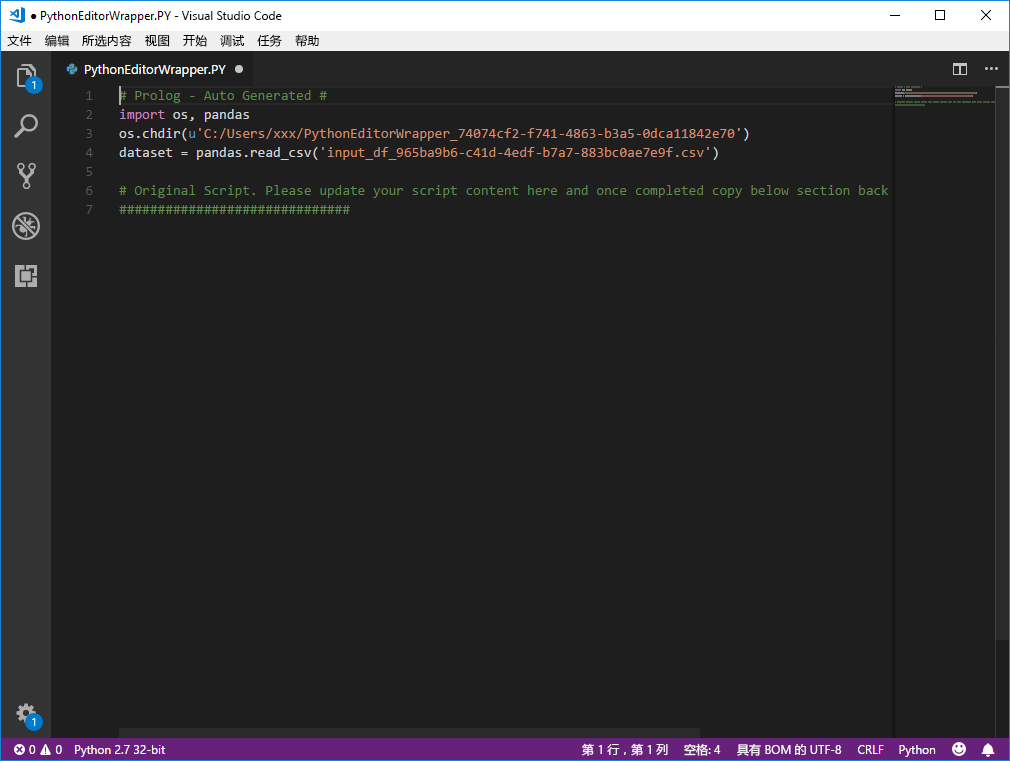 ● PythonEditorWrapper.PY - Visual Studio Code
文件 编辑 所选内容 视图 开始 调试 任务 帮助
PythonEditorWrapper.PY ●
1 # Prolog - Auto Generated #
2 import os, pandas
3 os.chdir(u'C:/Users/xxx/PythonEditorWrapper_74074cf2-f741-4863-b3a5-0dca11842e70')
4 dataset = pandas.read_csv('input_df_965ba9b6-c41d-4edf-b7a7-883bc0ae7e9f.csv')
5
6 # Original Script. Please update your script content here and once completed copy below section back
7 ##############################
1
1
0 0 Python 2.7 32-bit 第 1 行，第 1 列 空格: 4 具有 BOM 的 UTF-8 CRLF Python